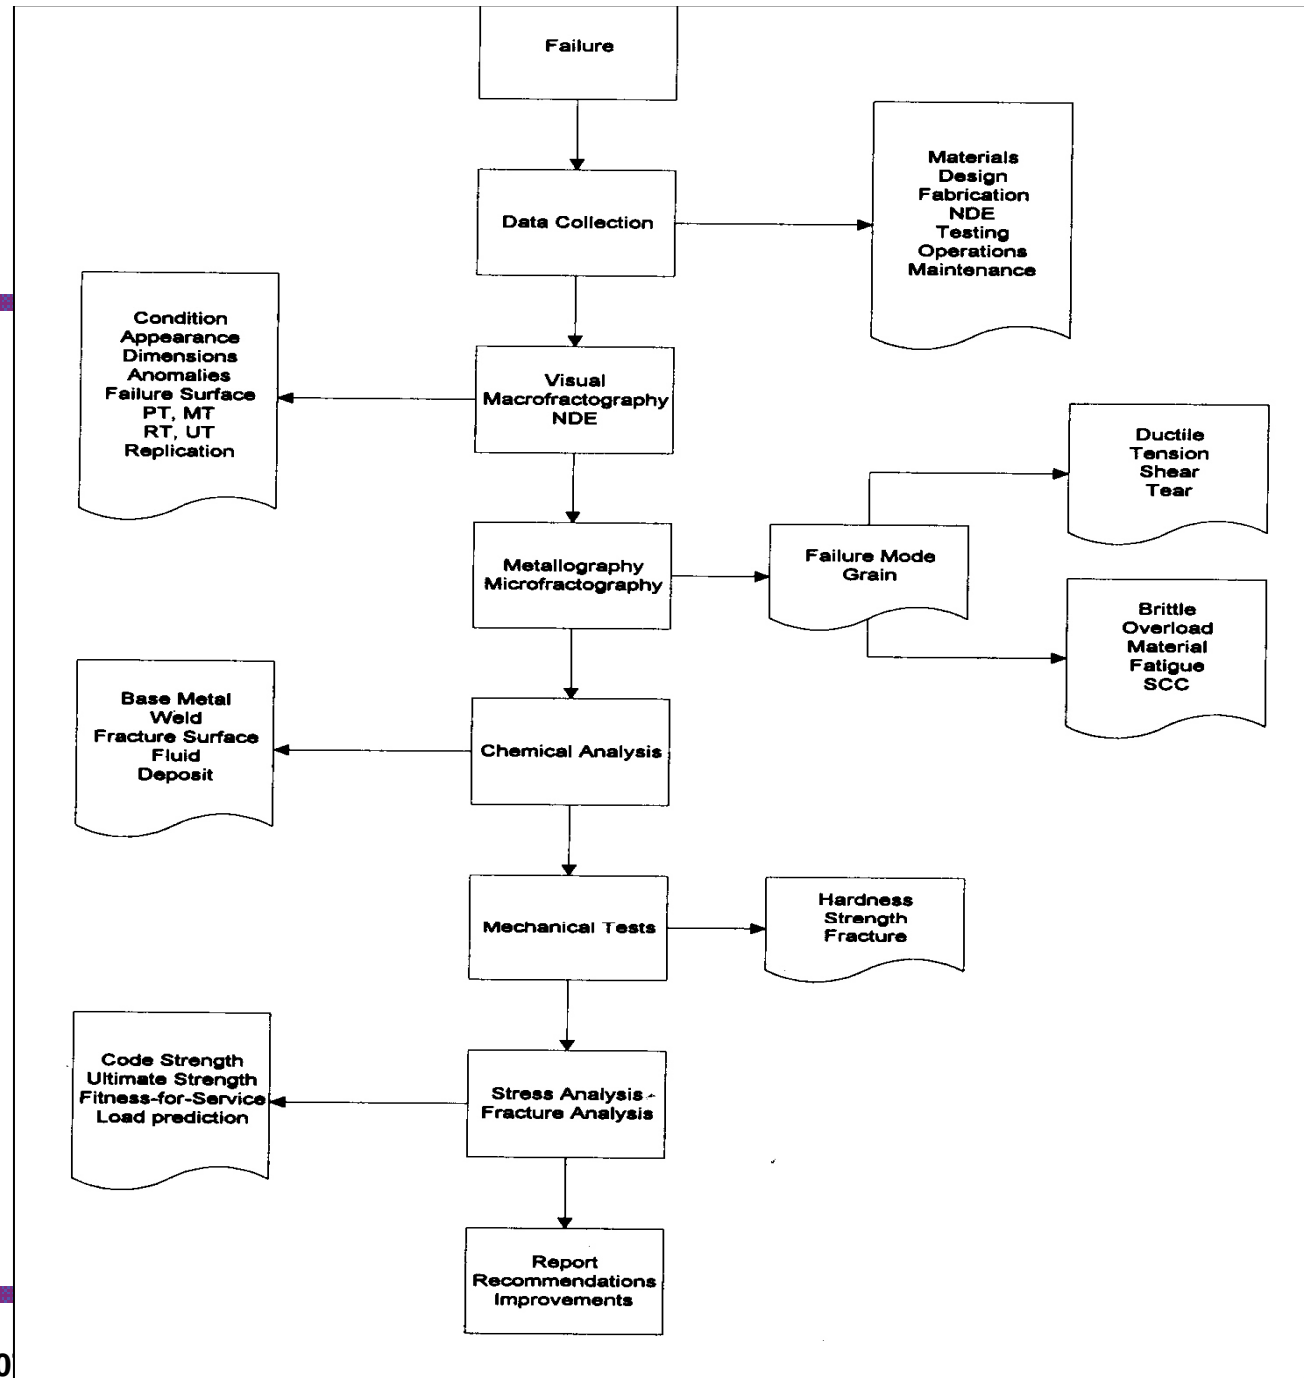 Failure
Data Collection
Materials
Design
Fabrication
NDE
Testing
Operations
Maintenance
Condition
Appearance
Dimensions
Anomalies
Failure Surface
PT, MT
RT, UT
Replication
Visual
Macrofractography
NDE
Metallography
Microfractography
Failure Mode
Grain
Ductile
Tension
Shear
Tear
Brittle
Overload
Material
Fatigue
SCC
Base Metal
Weld
Fracture Surface
Fluid
Deposit
Chemical Analysis
Mechanical Tests
Hardness
Strength
Fracture
Code Strength
Ultimate Strength
Fitness-for-Service
Load prediction
Stress Analysis
Fracture Analysis
Report
Recommendations
Improvements
0